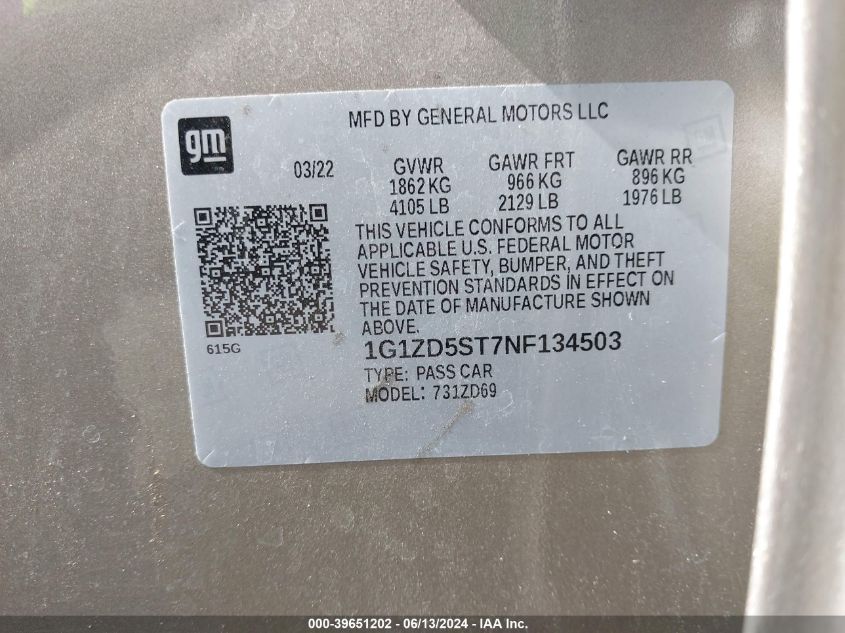 MFD BY GENERAL MOTORS LLC
gm
03/22
GVWR GAWR FRT GAWR RR
1862 KG 966 KG 896 KG
4105 LB 2129 LB 1976 LB
THIS VEHICLE CONFORMS TO ALL
APPLICABLE U.S. FEDERAL MOTOR
VEHICLE SAFETY, BUMPER, AND THEFT
PREVENTION STANDARDS IN EFFECT ON
THE DATE OF MANUFACTURE SHOWN
ABOVE.
615G
1G1ZD5ST7NF134503
TYPE: PASS CAR
MODEL: 731ZD69
000-39651202 - 06/13/2024 - IAA Inc.